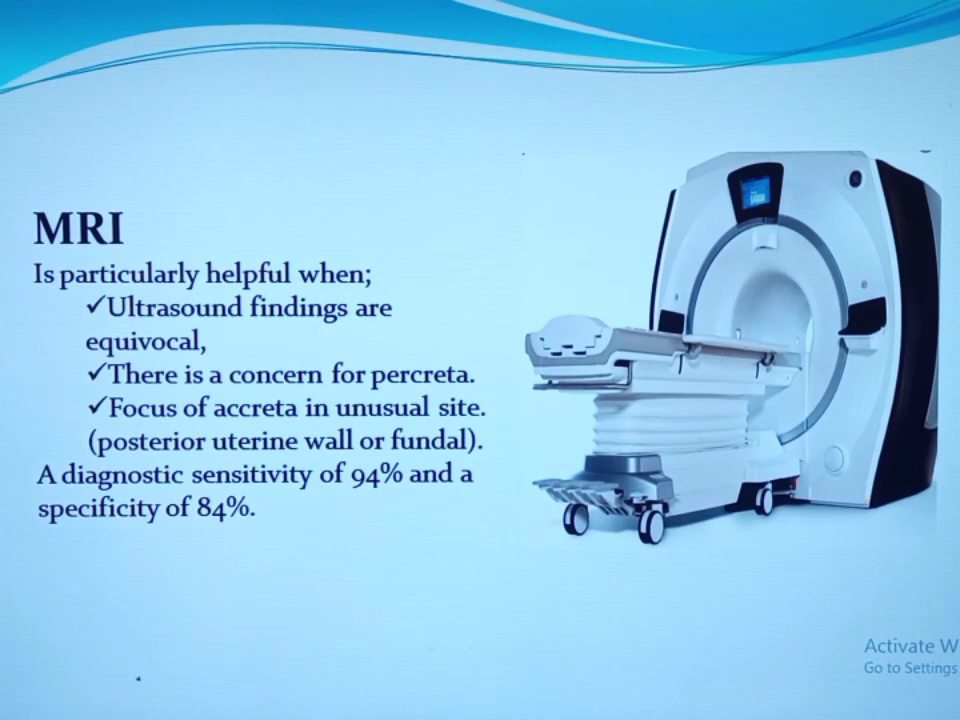 MRI
Is particularly helpful when;
✓Ultrasound findings are
equivocal,
✓There is a concern for percreta.
✓Focus of accreta in unusual site.
(posterior uterine wall or fundal).
A diagnostic sensitivity of 94% and a
specificity of 84%.
Activate W
Go to Settings